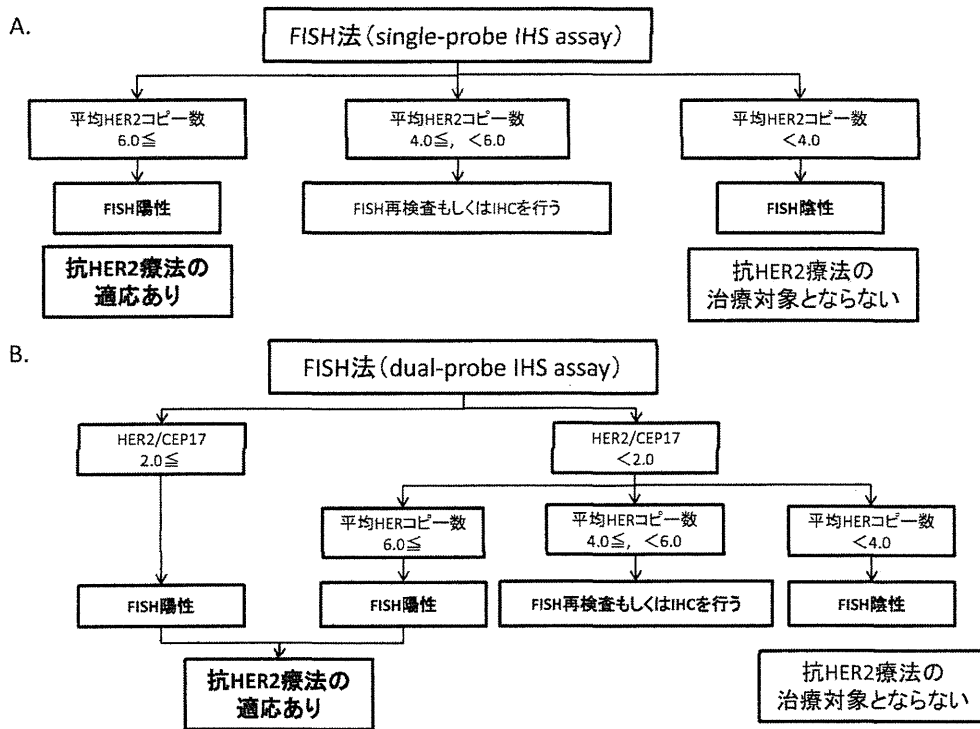 A.
FISH法(single-probe IHS assay)
平均HER2コピー数
6.0≦
平均HER2コピー数
4.0≦, <6.0
平均HER2コピー数
<4.0
FISH陽性
FISH再検査もしくはIHCを行う
FISH陰性
抗HER2療法の
適応あり
抗HER2療法の
治療対象とならない
B.
FISH法(dual-probe IHS assay)
HER2/CEP17
2.0≦
HER2/CEP17
<2.0
平均HERコピー数
6.0≦
平均HERコピー数
4.0≦, <6.0
平均HERコピー数
<4.0
FISH陽性
FISH陽性
FISH再検査もしくはIHCを行う
FISH陰性
抗HER2療法の
適応あり
抗HER2療法の
治療対象とならない